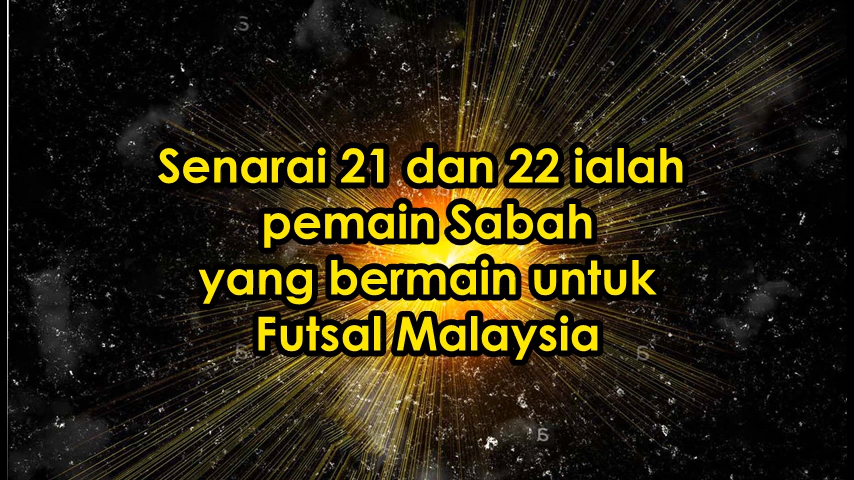 Senarai 21 dan 22 ialah
pemain Sabah
yang bermain untuk
Futsal Malaysia